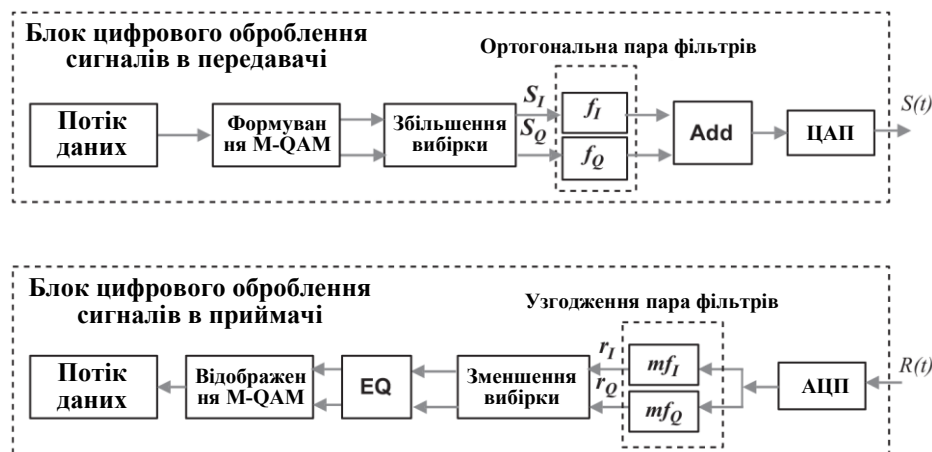 Блок цифрового оброблення
сигналів в передавачі
Ортогональна пара фільтрів
Потік
даних
Формуван
ня M-QAM
Збільшення
вибірки
S_I
S_Q
f_I
f_Q
Add
ЦАП
S(t)
Блок цифрового оброблення
сигналів в приймачі
Узгодження пара фільтрів
Потік
даних
Відображен
ня M-QAM
EQ
Зменшення
вибірки
r_I
r_Q
mf_I
mf_Q
АЦП
R(t)